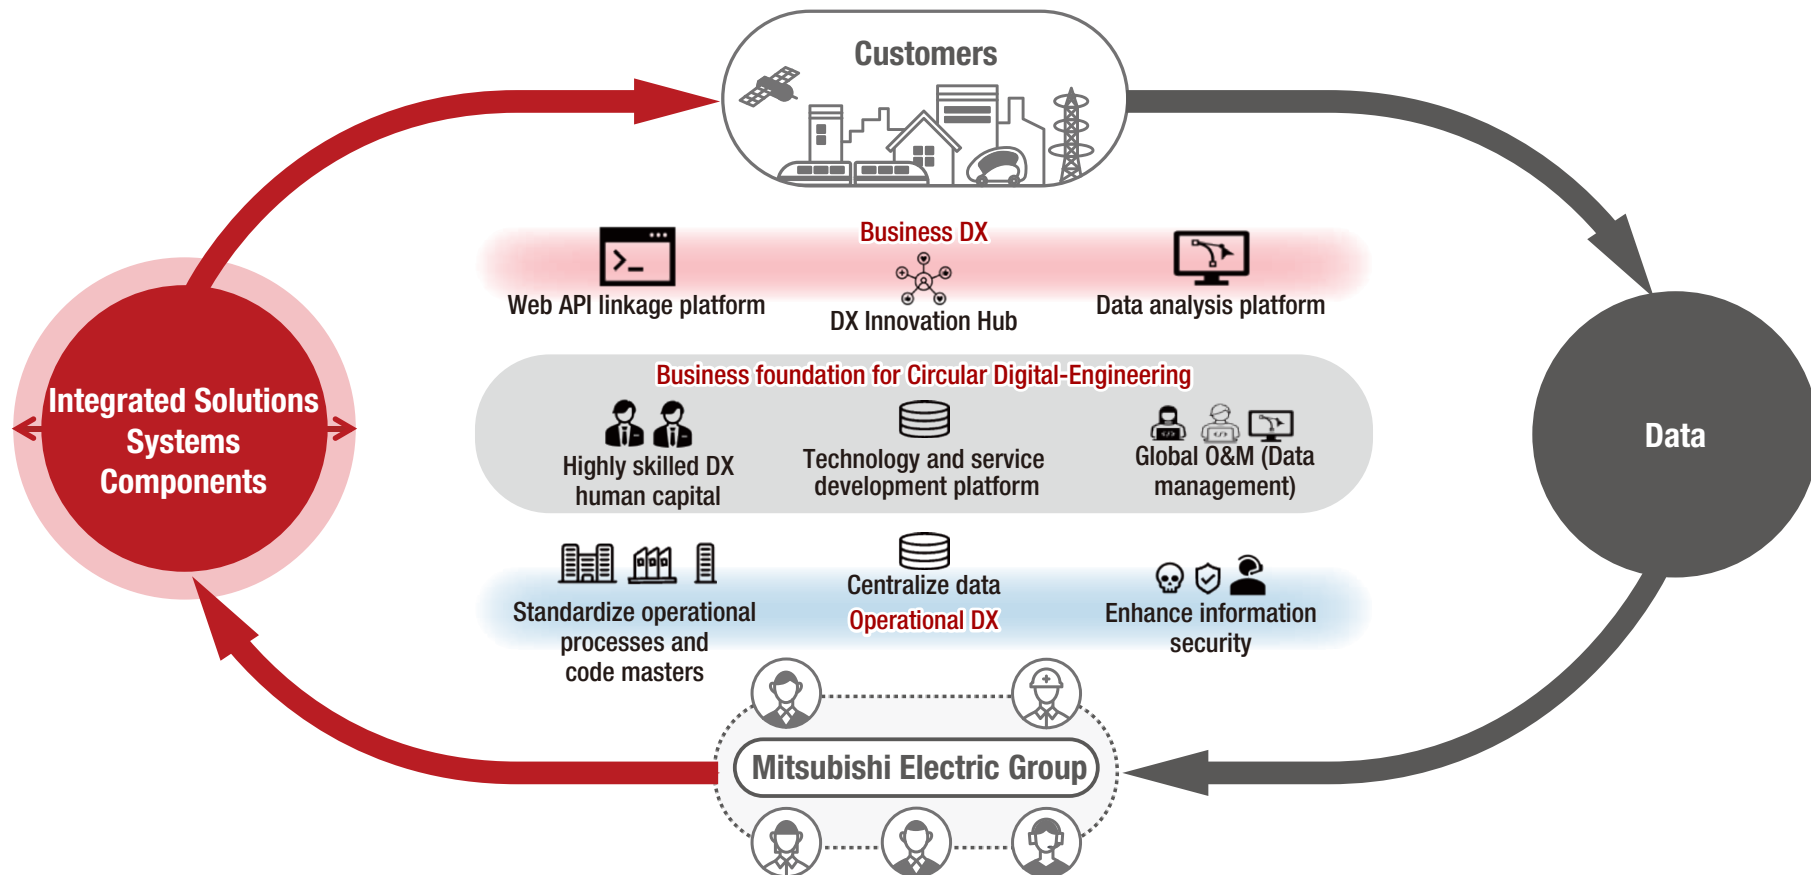 Customers
Business DX
Web API linkage platform
DX Innovation Hub
Data analysis platform
Business foundation for Circular Digital-Engineering
Highly skilled DX
human capital
Technology and service
development platform
Global O&M (Data
management)
Integrated Solutions
Systems
Components
Data
Standardize operational
processes and
code masters
Centralize data
Operational DX
Enhance information
security
Mitsubishi Electric Group